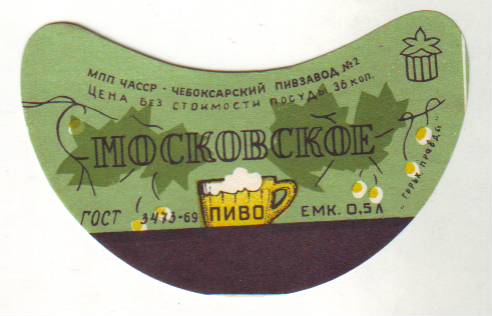 МПП ЧАССР - ЧЕБОКСАРСКИЙ ПИВЗАВОД №2
ЦЕНА БЕЗ СТОИМОСТИ ПОСУДЫ 36 КОП.
МОСКОВСКОЕ
ГОСТ 3473-69
ПИВО
ЕМК. 0,5 Л